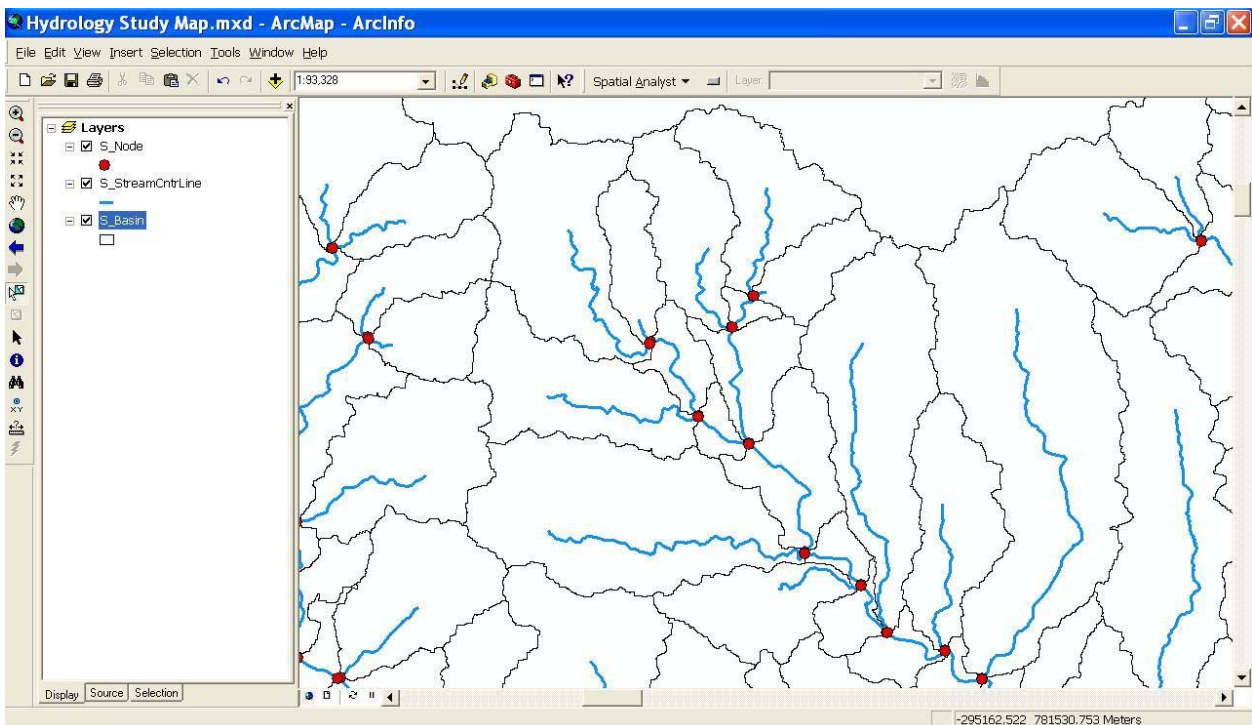 Hydrology Study Map.mxd - ArcMap - ArcInfo
File Edit View Insert Selection Tools Window Help
1:93,328 Spatial Analyst Layer:
Layers
S_Node
S_StreamCntrLine
S_Basin
XY
Display Source Selection
-295162.522 781530.753 Meters